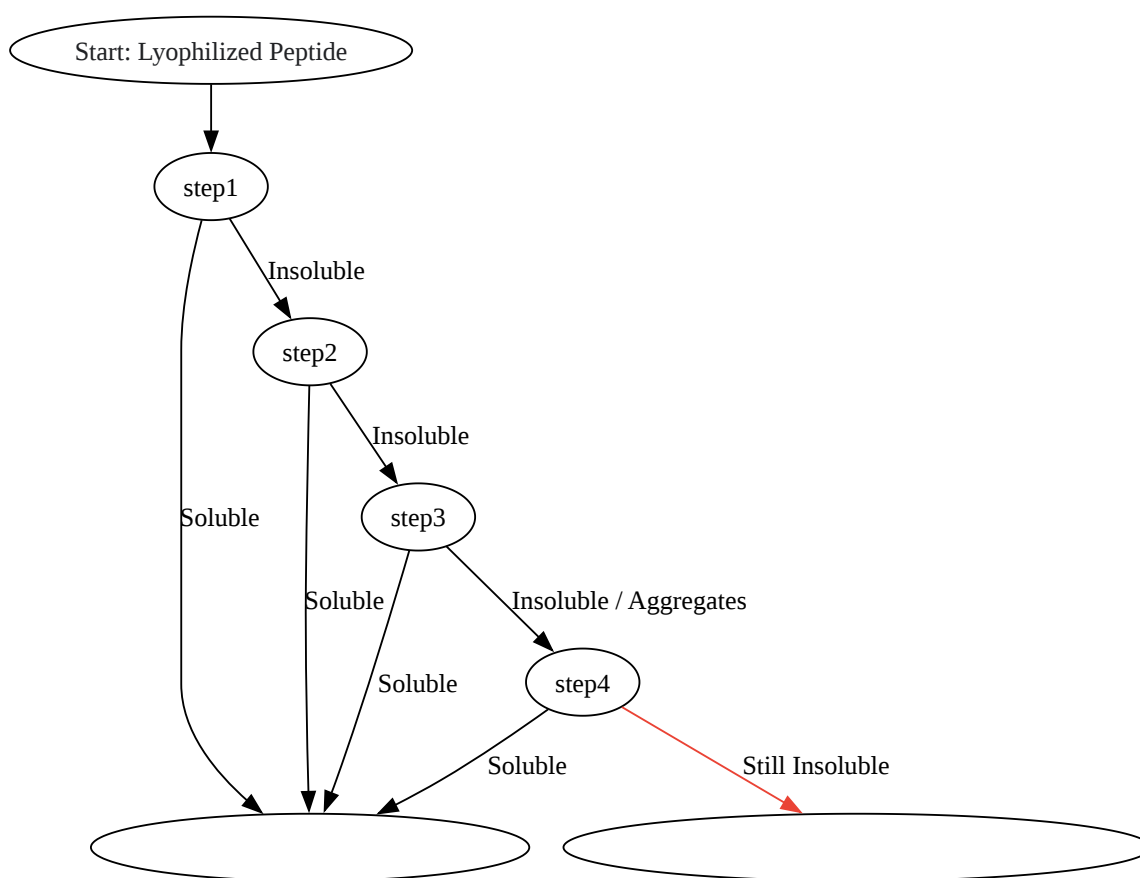 Start: Lyophilized Peptide
step1
Insoluble
step2
Insoluble
step3
Soluble
Soluble
Insoluble / Aggregates
Soluble
step4
Soluble
Still Insoluble